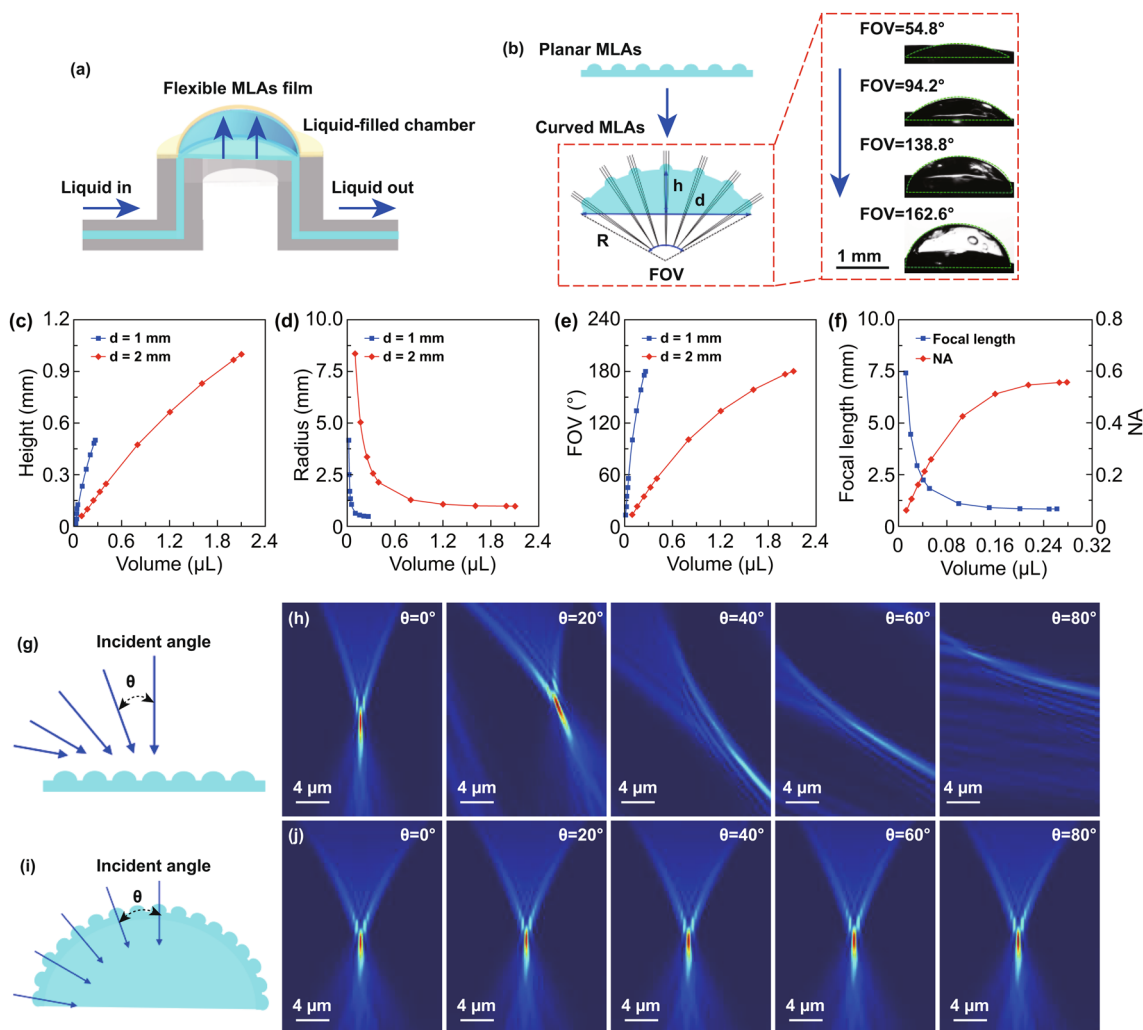 (a)
Flexible MLAs film
Liquid-filled chamber
Liquid in
Liquid out
(b)
Planar MLAs
Curved MLAs
h
d
R
FOV
FOV=54.8°
FOV=94.2°
FOV=138.8°
FOV=162.6°
1 mm
(c)
Height (mm)
1.2
0.9
0.6
0.3
0
d = 1 mm
d = 2 mm
0 0.6 1.2 1.8 2.4
Volume (μL)
(d)
Radius (mm)
10.0
7.5
5.0
2.5
0
d = 1 mm
d = 2 mm
0 0.6 1.2 1.8 2.4
Volume (μL)
(e)
FOV (°)
240
180
120
60
0
d = 1 mm
d = 2 mm
0 0.6 1.2 1.8 2.4
Volume (μL)
(f)
Focal length (mm)
10.0
7.5
5.0
2.5
0
Focal length
NA
0.8
0.6
0.4
0.2
0
NA
0 0.08 0.16 0.24 0.32
Volume (μL)
(g)
Incident angle
θ
(h)
θ=0°
4 μm
θ=20°
4 μm
θ=40°
4 μm
θ=60°
4 μm
θ=80°
4 μm
(i)
Incident angle
θ
(j)
θ=0°
4 μm
θ=20°
4 μm
θ=40°
4 μm
θ=60°
4 μm
θ=80°
4 μm